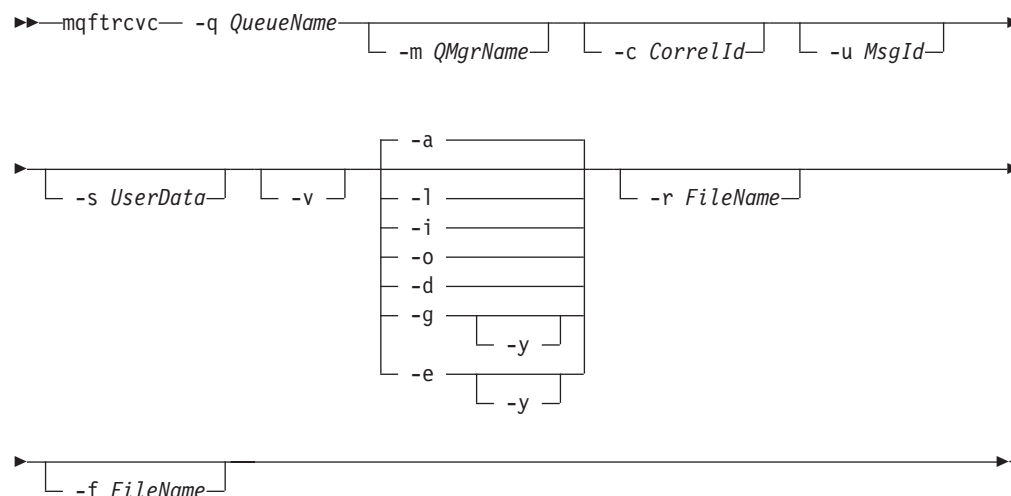 mqftrcvc -q QueueName
-m QMgrName -c CorrelId -u MsgId
-a
-s UserData -v -l -r FileName
-i
-o
-d
-g
-y
-e
-y
-f FileName